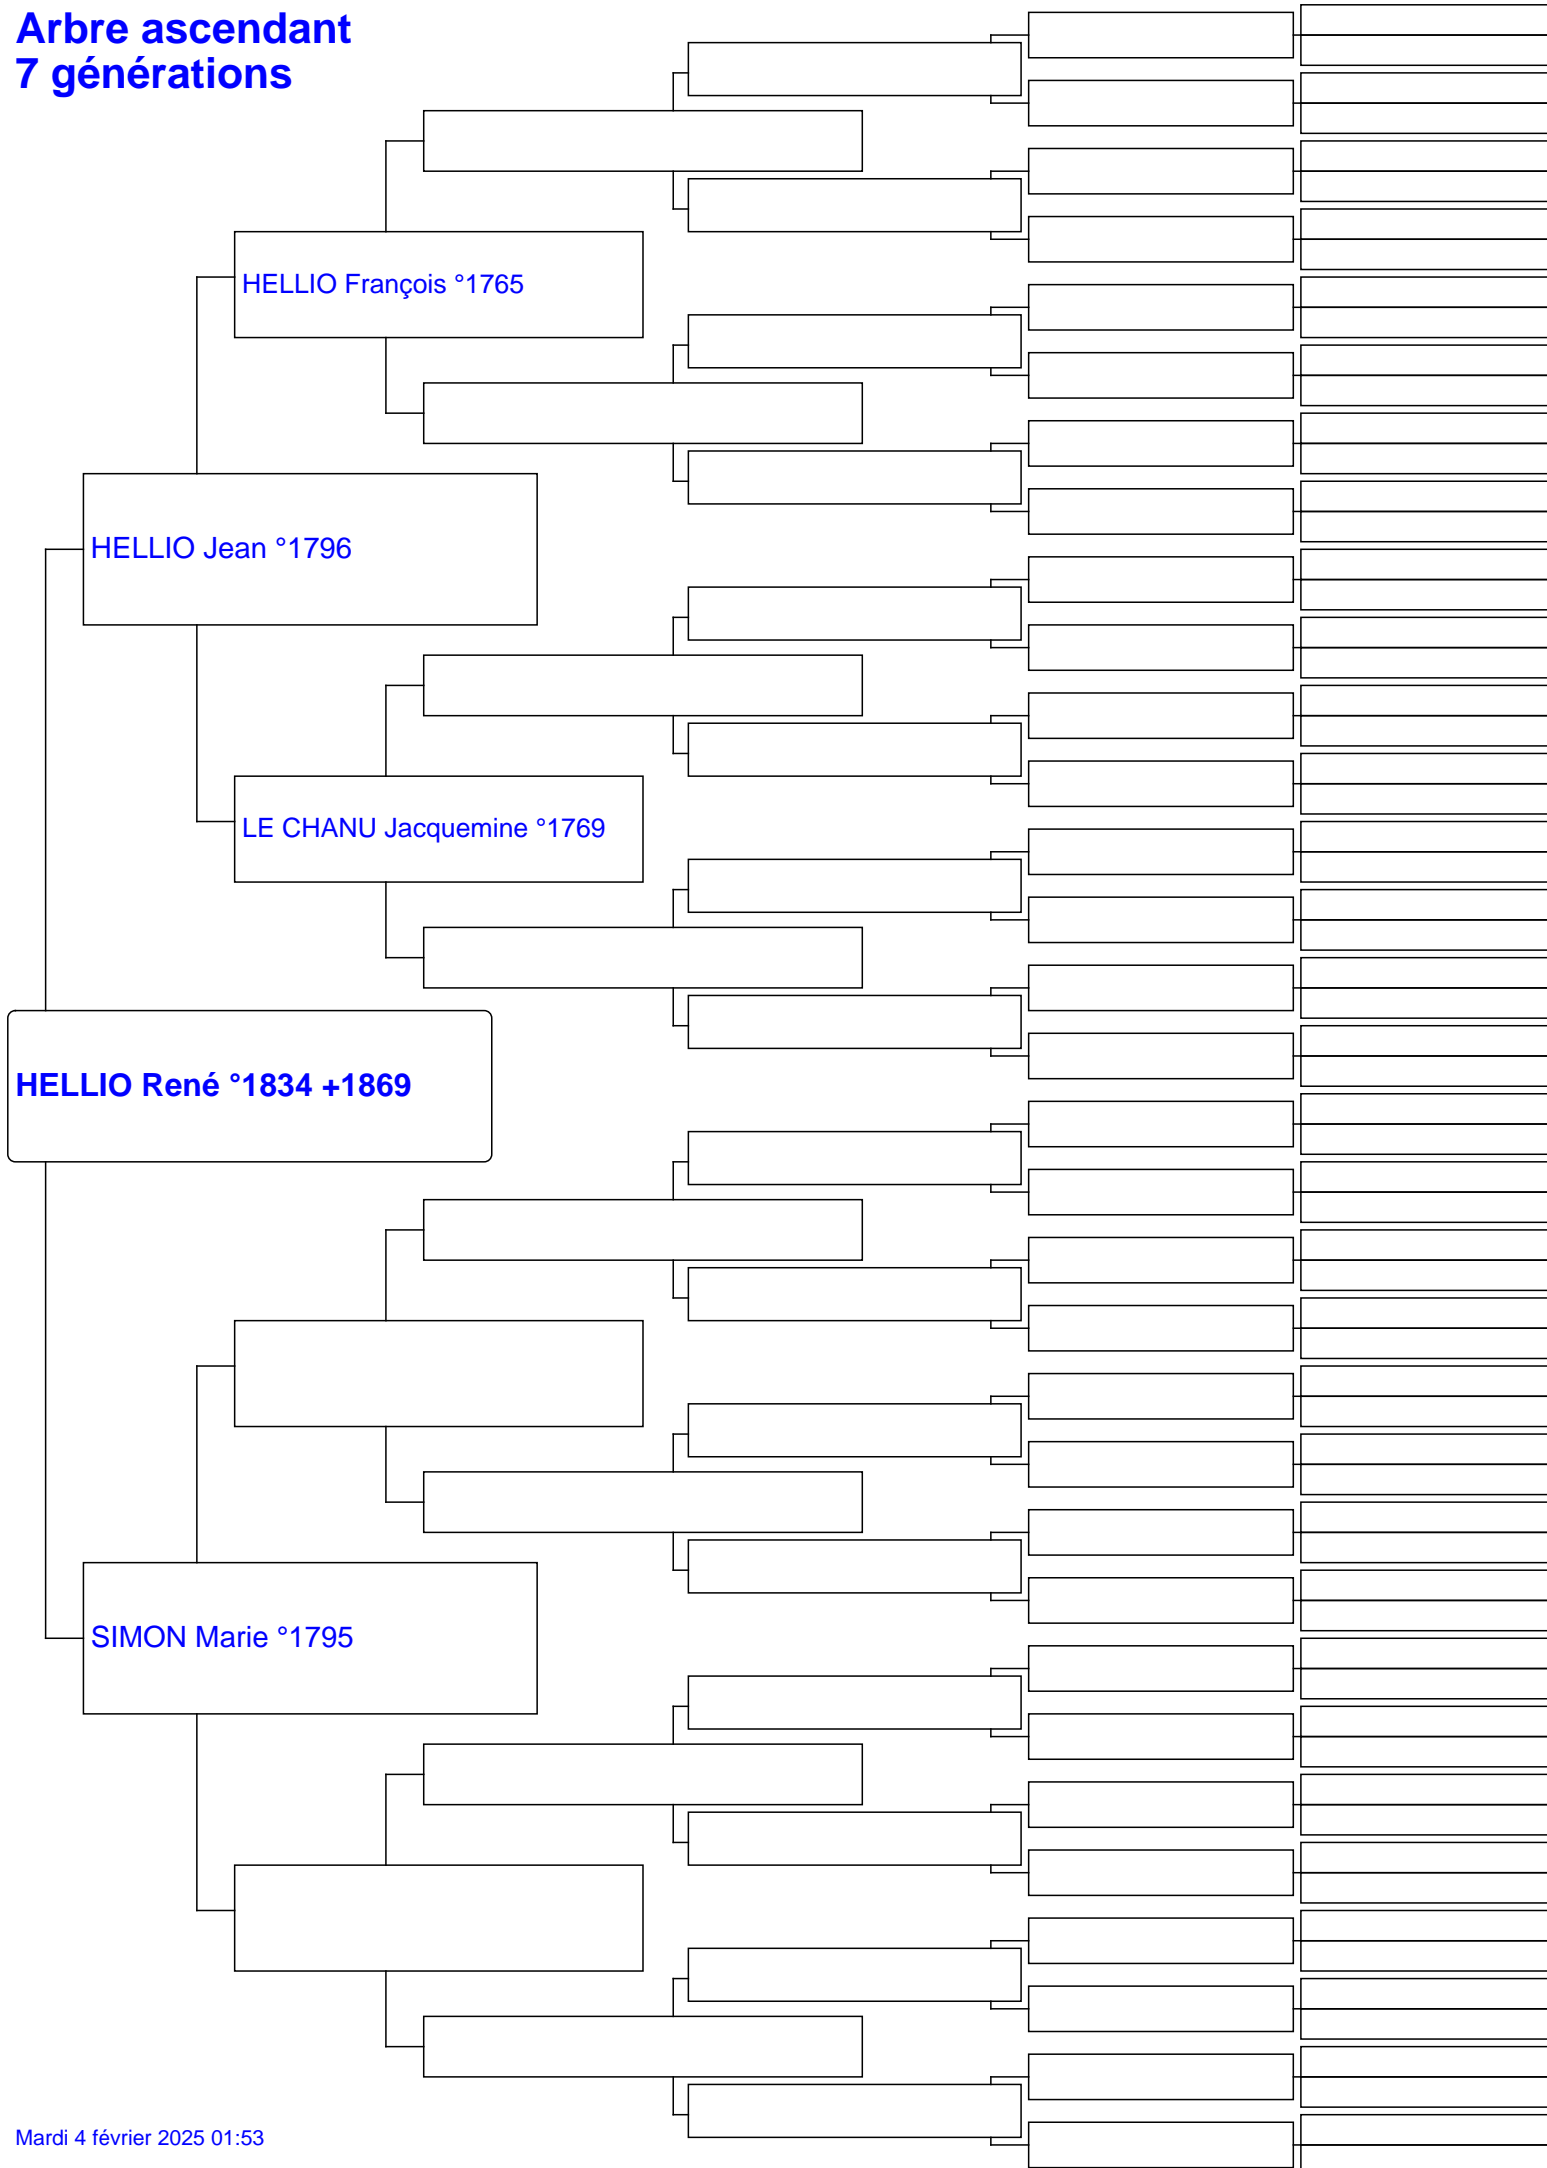 Arbre ascendant
7 générations
HELLIO François °1765
HELLIO Jean °1796
LE CHANU Jacquemine °1769
HELLIO René °1834 +1869
SIMON Marie °1795
Mardi 4 février 2025 01:53